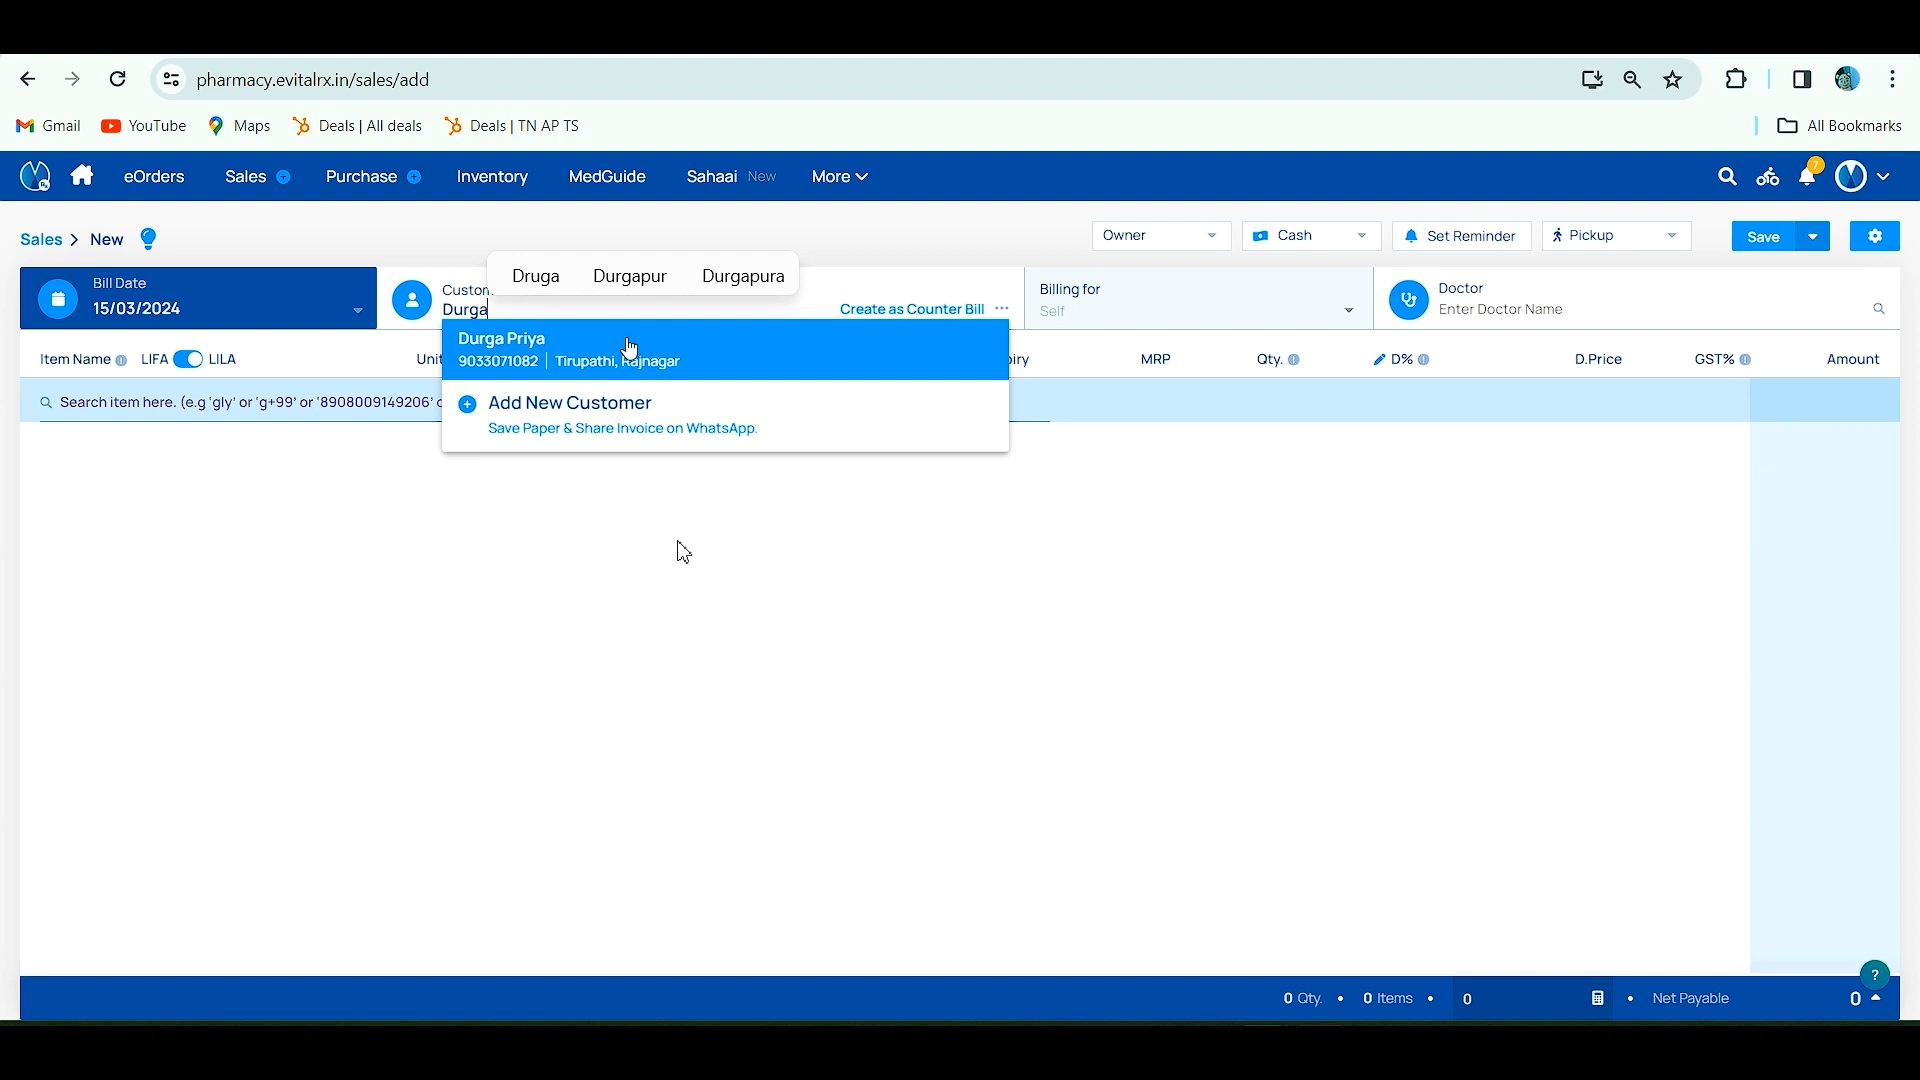 pharmacy.evitalrx.in/sales/add
Gmail YouTube Maps Deals | All deals Deals | TN AP TS All Bookmarks
eOrders Sales Purchase Inventory MedGuide Sahaai New More 7
Sales > New Owner Cash Set Reminder Pickup Save
Druga Durgapur Durgapura
Bill Date
15/03/2024
Durga
Create as Counter Bill ...
Billing for
Self
Doctor
Enter Doctor Name
Durga Priya
9033071082 | Tirupathi, Rajnagar
Item Name LIFA LILA MRP Qty. D% D.Price GST% Amount
Search item here. (e.g 'gly' or 'g+99' or '8908009149206'
Add New Customer
Save Paper & Share Invoice on WhatsApp.
?
0 Qty. • 0 Items • 0 • Net Payable 0